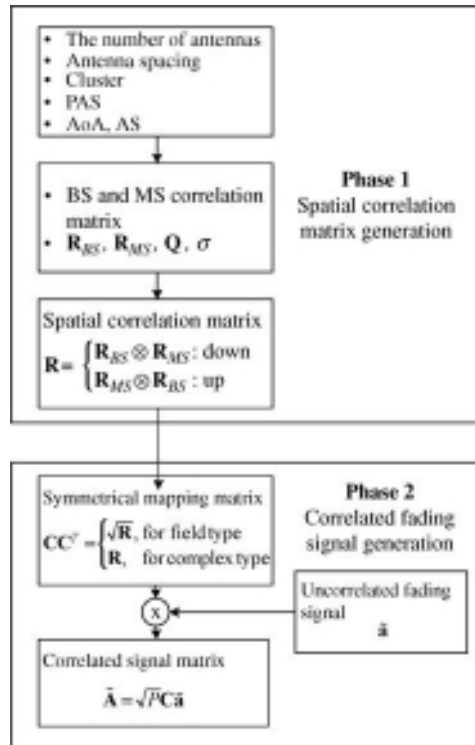 • The number of antennas
• Antenna spacing
• Cluster
• PAS
• AoA, AS
Phase 1
Spatial correlation
matrix generation
• BS and MS correlation
matrix
• R_BS, R_MS, Q, σ
Spatial correlation matrix
R = { R_BS ⊗ R_MS : down
R_MS ⊗ R_BS : up
Phase 2
Correlated fading
signal generation
Symmetrical mapping matrix
CC^T = { √R, for field type
R, for complex type
x
Uncorrelated fading
signal
ã
Correlated signal matrix
Ã = √P C ã